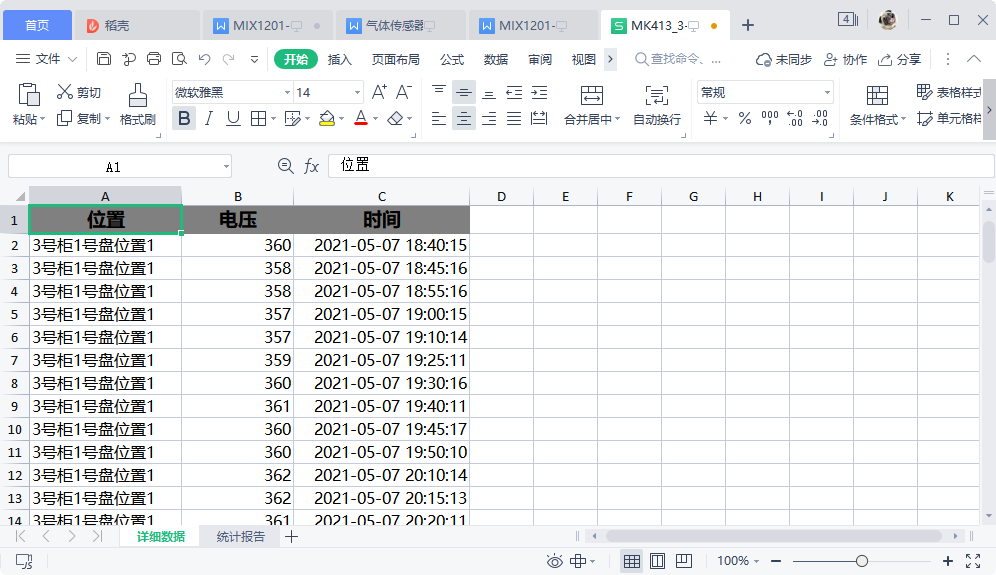 首页 稻壳 MIX1201- 气体传感器 MIX1201- MK413_3- 4
文件 开始 插入 页面布局 公式 数据 审阅 视图 查找命令、... 未同步 协作 分享
剪切 微软雅黑 14 A+ A- 常规 表格样式
粘贴 复制 格式刷 B I U A 合并居中 自动换行 ¥ % 000 条件格式 单元格样
A1 fx 位置
A B C D E F G H I J K
1 位置 电压 时间
2 3号柜1号盘位置1 360 2021-05-07 18:40:15
3 3号柜1号盘位置1 358 2021-05-07 18:45:16
4 3号柜1号盘位置1 358 2021-05-07 18:55:16
5 3号柜1号盘位置1 357 2021-05-07 19:00:15
6 3号柜1号盘位置1 357 2021-05-07 19:10:14
7 3号柜1号盘位置1 359 2021-05-07 19:25:11
8 3号柜1号盘位置1 360 2021-05-07 19:30:16
9 3号柜1号盘位置1 361 2021-05-07 19:40:11
10 3号柜1号盘位置1 360 2021-05-07 19:45:17
11 3号柜1号盘位置1 360 2021-05-07 19:50:10
12 3号柜1号盘位置1 362 2021-05-07 20:10:14
13 3号柜1号盘位置1 362 2021-05-07 20:15:13
14 3号柜1号盘位置1 361 2021-05-07 20:20:11
详细数据 统计报告
100%